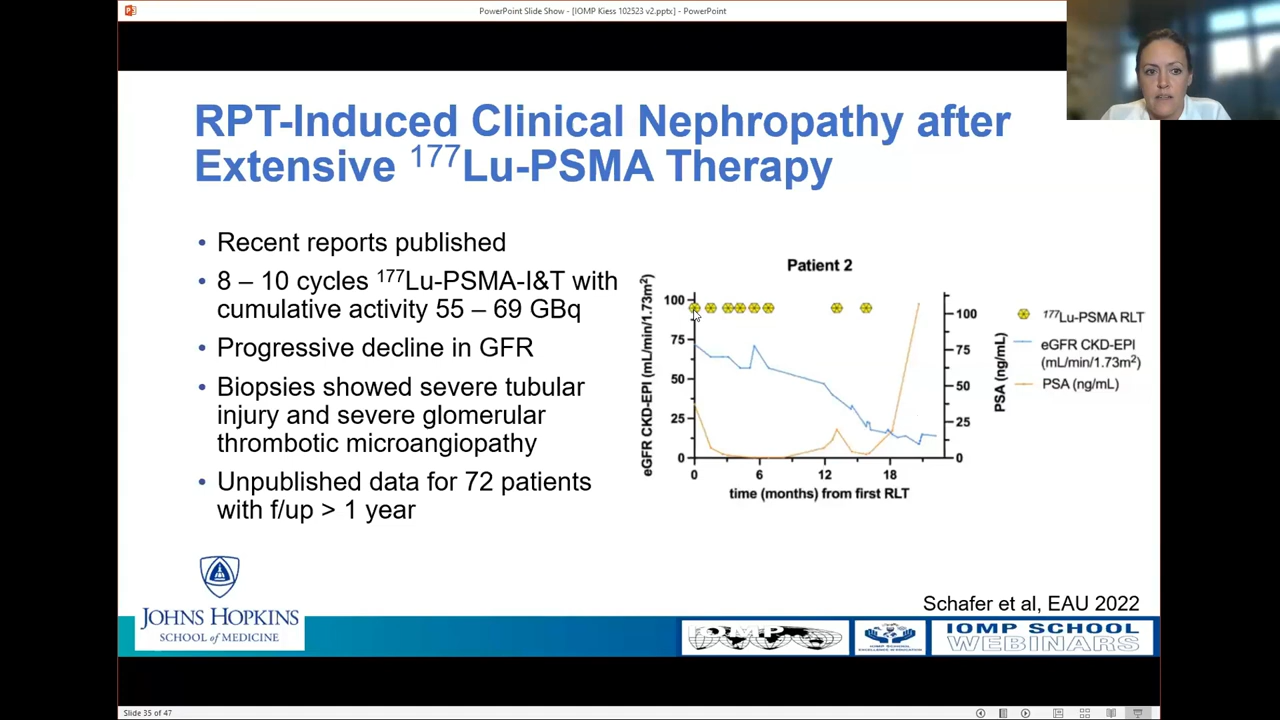 PowerPoint Slide Show - [IOMP Kiess 102523 v2.pptx] - PowerPoint
RPT-Induced Clinical Nephropathy after
Extensive ¹⁷⁷Lu-PSMA Therapy
• Recent reports published
• 8 – 10 cycles ¹⁷⁷Lu-PSMA-I&T with
cumulative activity 55 – 69 GBq
• Progressive decline in GFR
• Biopsies showed severe tubular
injury and severe glomerular
thrombotic microangiopathy
• Unpublished data for 72 patients
with f/up > 1 year
Patient 2
eGFR CKD-EPI (mL/min/1.73m²)
100
75
50
25
0
0 6 12 18
time (months) from first RLT
100
75
50
25
0
PSA (ng/mL)
¹⁷⁷Lu-PSMA RLT
eGFR CKD-EPI
(mL/min/1.73m²)
PSA (ng/mL)
Schafer et al, EAU 2022
JOHNS HOPKINS
SCHOOL of MEDICINE
IOMP
IOMP SCHOOL
WEBINARS
Slide 35 of 47